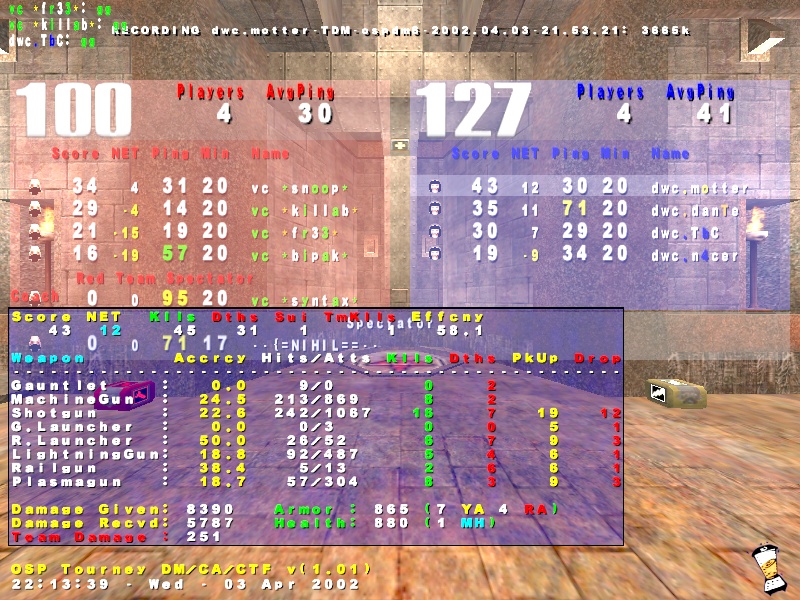 vc *fr33*: gg
vc *killab*: gg
dwc.TbC: gg
RECORDING dwc.motter-TDM-ospdm6-2002.04.03-21.53.21: 3665k
100 Players AvgPing 127 Players AvgPing
4 30 4 41
Score NET Ping Min Name Score NET Ping Min Name
34 4 31 20 vc *snoop* 43 12 30 20 dwc.motter
29 -4 14 20 vc *killab* 35 11 71 20 dwc.danTe
21 -15 19 20 vc *fr33* 30 7 29 20 dwc.TbC
16 -19 57 20 vc *bipak* 19 -9 34 20 dwc.n4cer
Red Team Spectator
Coach 0 0 95 20 vc *syntax*
Score NET Kills Dths Sui TmKlls Effcny
43 12 45 31 1 58.1
Spectator
0 0 71 17 --{=NIHIL==--
Weapon Accrcy Hits/Atts Kills Dths PkUp Drop
Gauntlet : 0.0 9/0 0 2
MachineGun : 24.5 213/869 8 2
Shotgun : 22.6 242/1067 7 19 12
G.Launcher : 0.0 0/3 0 0 5 1
R.Launcher : 50.0 26/52 6 7 9 3
LightningGun: 18.8 92/487 4 6 1
Railgun : 38.4 5/13 2 6 6 1
Plasmagun : 18.7 57/304 3 9 3
Damage Given: 8390 Armor : 865 (7 YA 4 RA)
Damage Recvd: 5787 Health: 880 (1 MH)
Team Damage : 251
OSP Tourney DM/CA/CTF v(1.01)
22:13:39 - Wed - 03 Apr 2002